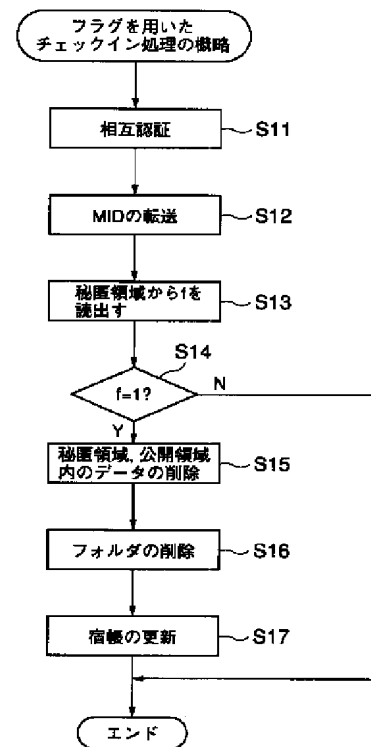 フラグを用いた
チェックイン処理の概略
相互認証
S11
MIDの転送
S12
秘匿領域からfを
読出す
S13
S14
f=1?
N
Y
秘匿領域,公開領域
内のデータの削除
S15
フォルダの削除
S16
宿帳の更新
S17
エンド